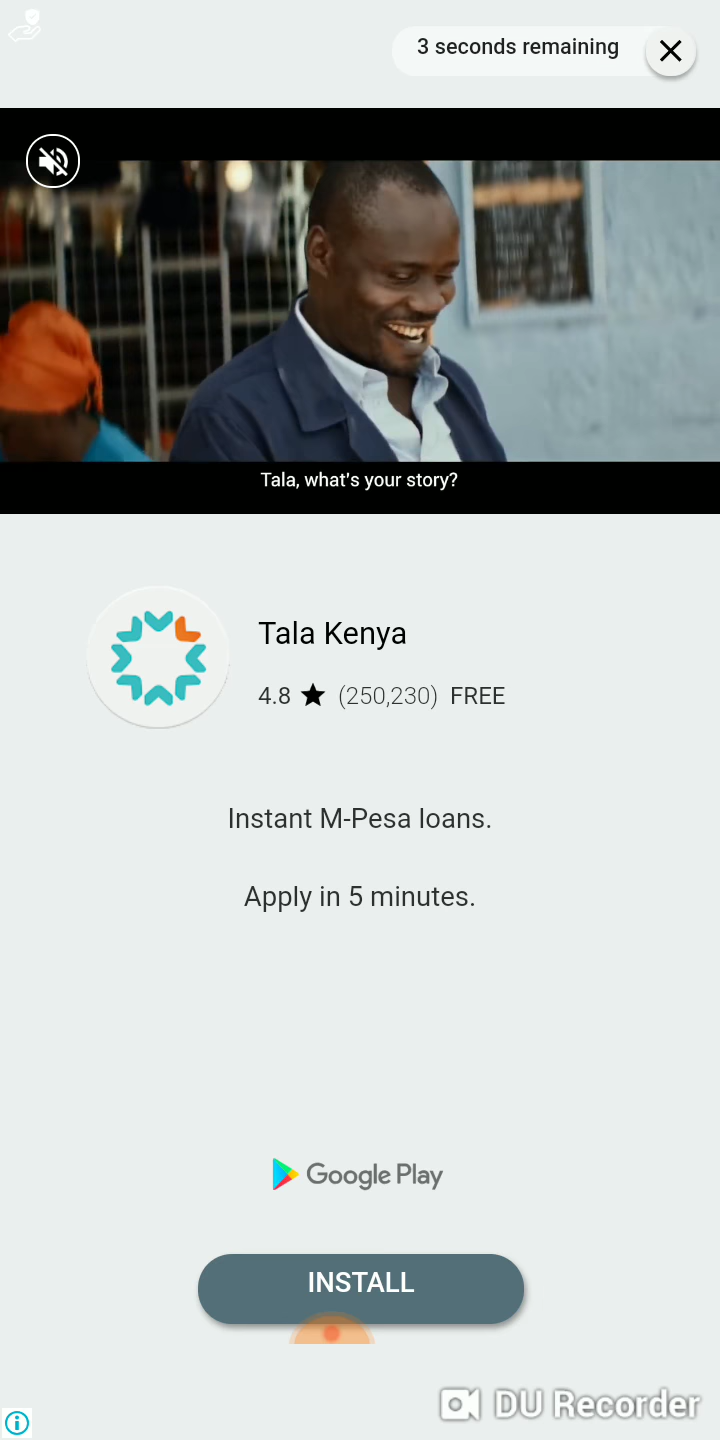 3 seconds remaining
Tala, what's your story?
Tala Kenya
4.8 ★ (250,230) FREE
Instant M-Pesa loans.
Apply in 5 minutes.
Google Play
INSTALL
DU Recorder